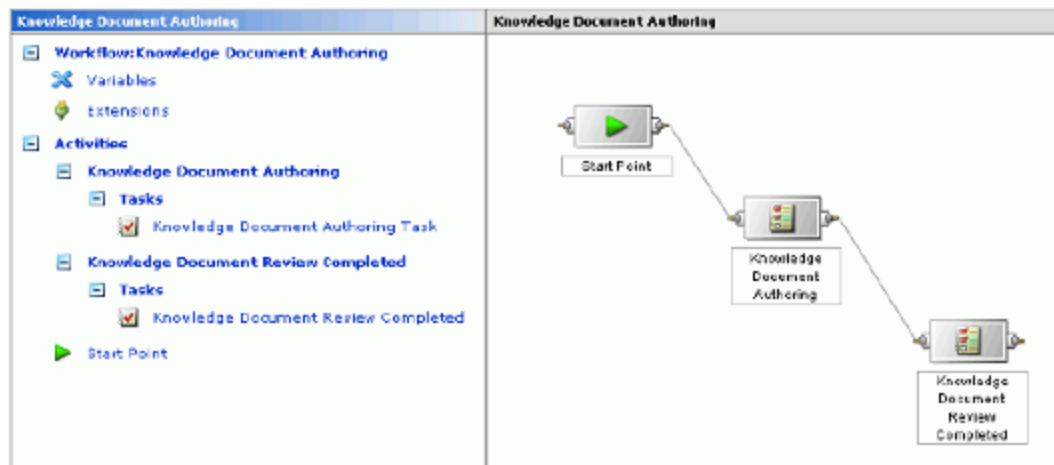 Knowledge Document Authoring
Workflow:Knowledge Document Authoring
Variables
Extensions
Activities
Knowledge Document Authoring
Tasks
Knowledge Document Authoring Task
Knowledge Document Review Completed
Tasks
Knowledge Document Review Completed
Start Point
Knowledge Document Authoring
Start Point
Knowledge
Document
Authoring
Knowledge
Document
Review
Completed